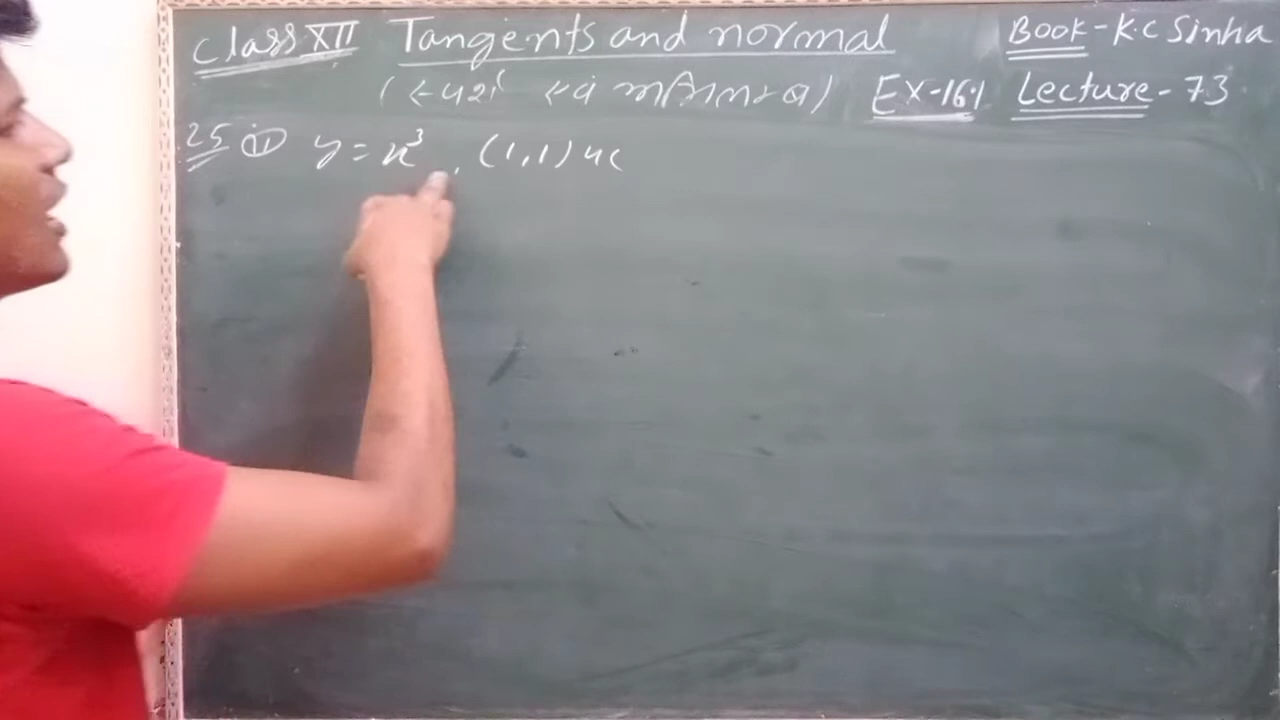 Class XII Tangents and normal Book - K.C Sinha
(स्पर्शी एवं अभिलम्ब) Ex-16.1 Lecture - 73
25 (ii) y = x³, (1,1) पर